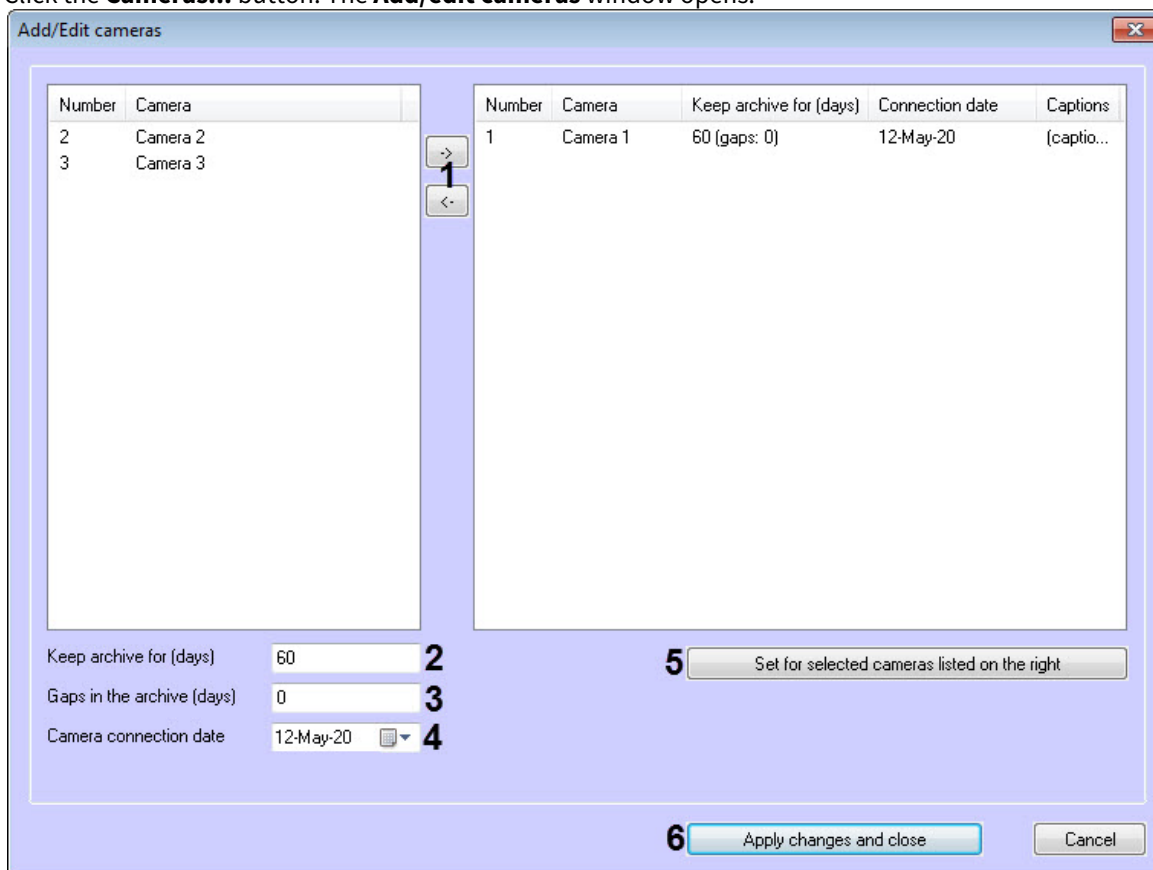 Click the Cameras... button. The Add/Edit cameras window opens.
Add/Edit cameras
Number Camera
2 Camera 2
3 Camera 3
->
1
<-
Number Camera Keep archive for (days) Connection date Captions
1 Camera 1 60 (gaps: 0) 12-May-20 (captio...
Keep archive for (days) 60 2
Gaps in the archive (days) 0 3
Camera connection date 12-May-20 4
5 Set for selected cameras listed on the right
6 Apply changes and close Cancel